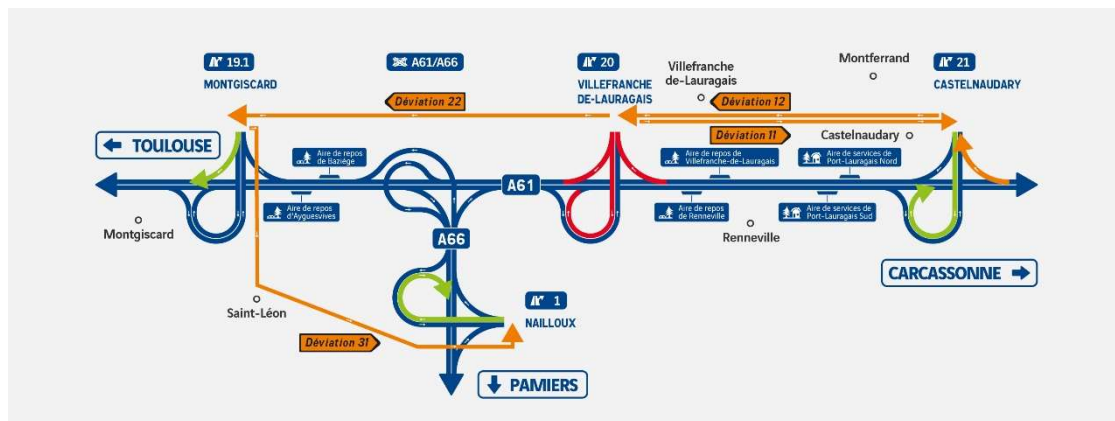 19.1
MONTGISCARD
A61/A66
20
VILLEFRANCHE
DE-LAURAGAIS
Villefranche
de-Lauragais
Montferrand
21
CASTELNAUDARY
Déviation 22
Déviation 12
Déviation 11
Castelnaudary
← TOULOUSE
Aire de repos
de Baziège
Aire de repos de
Villefranche-de-Lauragais
Aire de services de
Port-Lauragais Nord
A61
Aire de repos
d'Ayguesvives
Aire de repos
de Renneville
Aire de services de
Port-Lauragais Sud
Montgiscard
Renneville
A66
CARCASSONNE →
Saint-Léon
1
NAILLOUX
Déviation 31
↓ PAMIERS